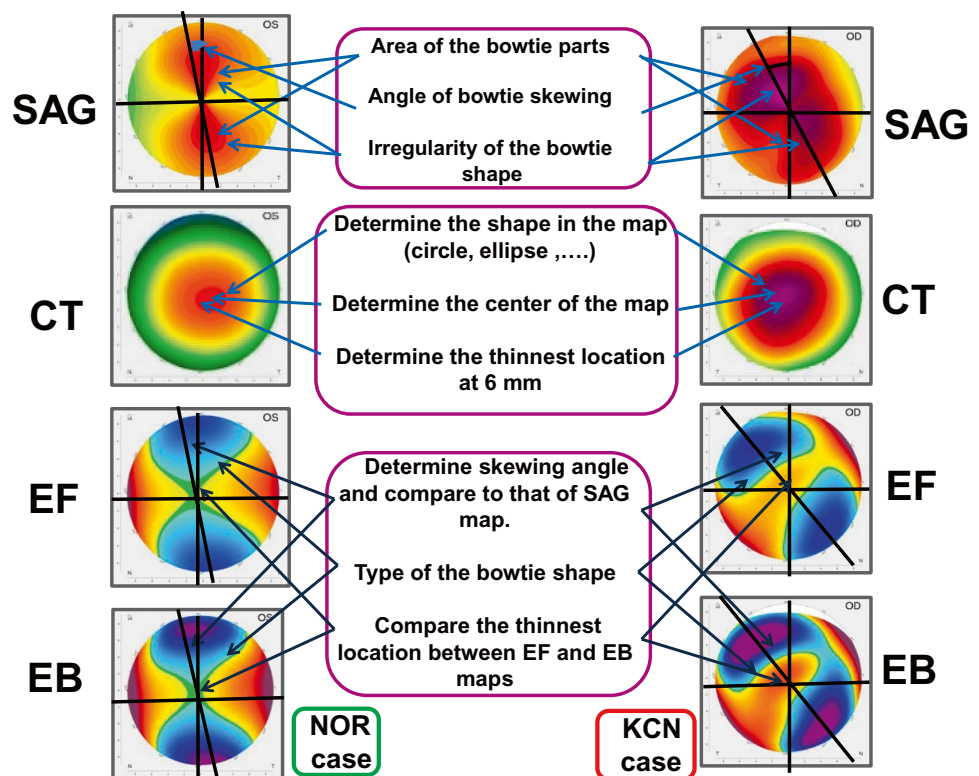 OS
OD
SAG
Area of the bowtie parts
Angle of bowtie skewing
Irregularity of the bowtie
shape
SAG
N
T
T
OS
OD
CT
Determine the shape in the map
(circle, ellipse ,….)
Determine the center of the map
Determine the thinnest location
at 6 mm
CT
N
T
T
N
OS
OD
EF
Determine skewing angle
and compare to that of SAG
map.
Type of the bowtie shape
Compare the thinnest
location between EF and EB
maps
EF
N
T
T
N
OS
OD
EB
EB
N
T
T
N
NOR
case
KCN
case